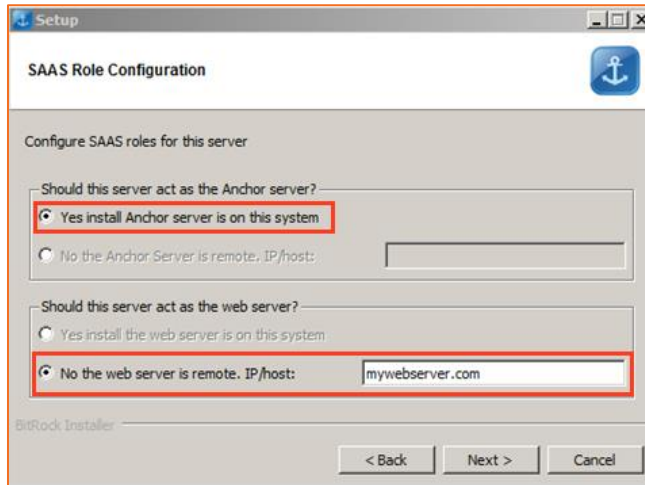 Setup
SAAS Role Configuration
Configure SAAS roles for this server
Should this server act as the Anchor server?
Yes install Anchor server is on this system
No the Anchor Server is remote. IP/host:
Should this server act as the web server?
Yes install the web server is on this system
No the web server is remote. IP/host: mywebserver.com
BitRock Installer
< Back Next > Cancel